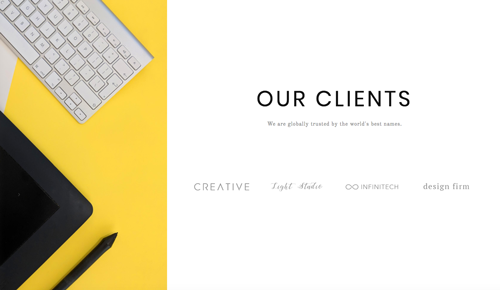 OUR CLIENTS
We are globally trusted by the world's best names.
CREATIVE
Light Studio
INFINITECH
design firm